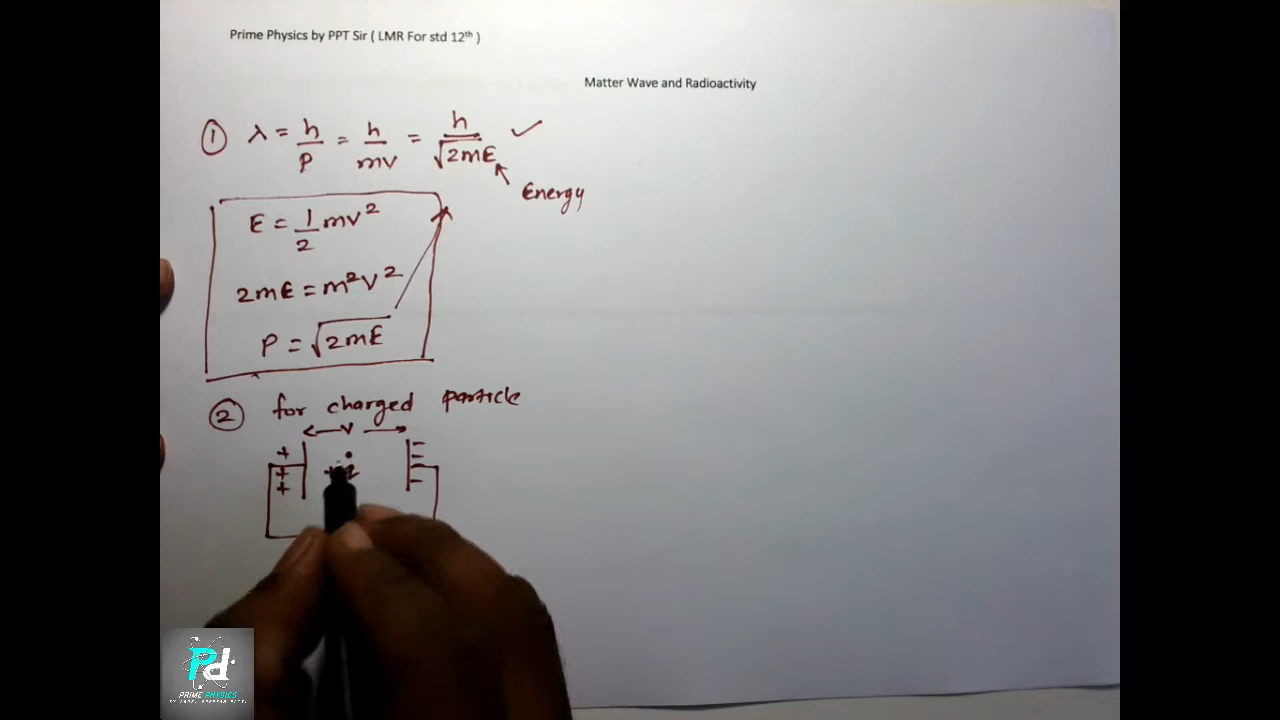 Prime Physics by PPT Sir ( LMR For std 12th )
Matter Wave and Radioactivity
① λ = h/P = h/mv = h/√2mE ✓
Energy
E = 1/2 mv²
2mE = m²v²
P = √2mE
② for charged particle
← V →
+ −
+ −
+ −
Pd
PRIME PHYSICS